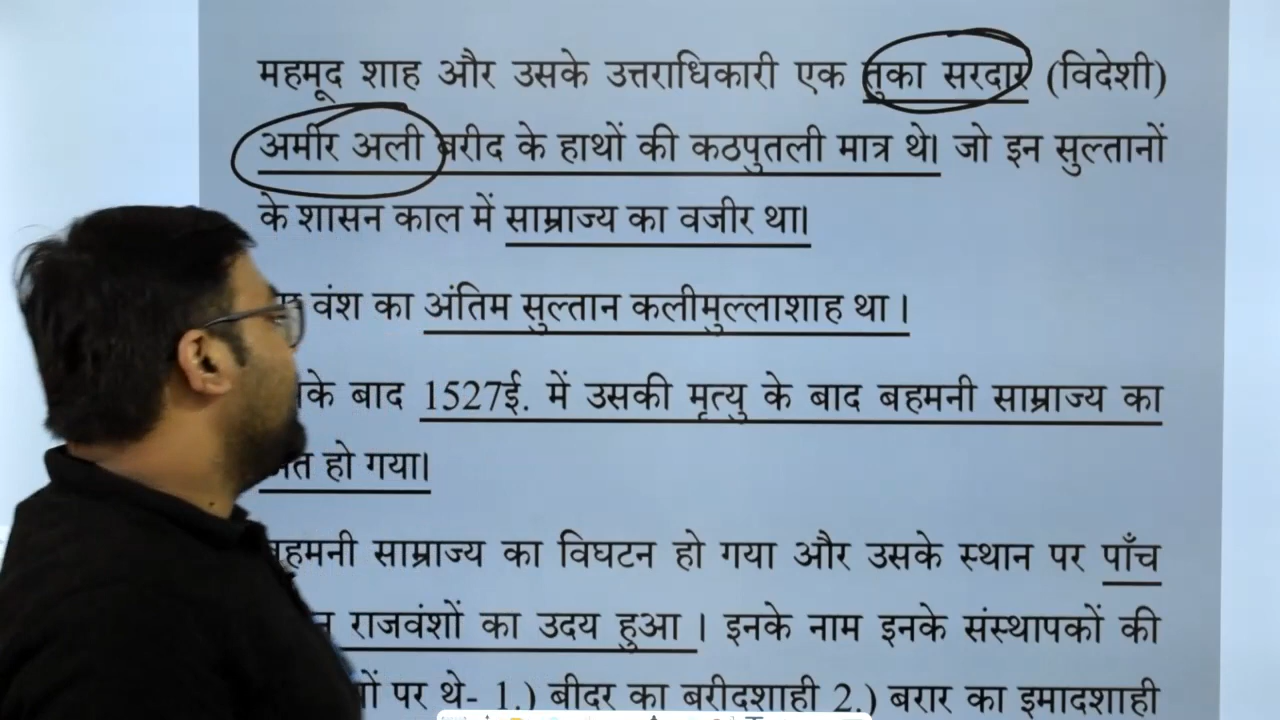 महमूद शाह और उसके उत्तराधिकारी एक तुका सरदार (विदेशी)
अमीर अली बरीद के हाथों की कठपुतली मात्र थे। जो इन सुल्तानों
के शासन काल में साम्राज्य का वजीर था।
वंश का अंतिम सुल्तान कलीमुल्लाशाह था ।
के बाद 1527ई. में उसकी मृत्यु के बाद बहमनी साम्राज्य का
हो गया।
बहमनी साम्राज्य का विघटन हो गया और उसके स्थान पर पाँच
राजवंशों का उदय हुआ । इनके नाम इनके संस्थापकों की
पर थे- 1.) बीदर का बरीदशाही 2.) बरार का इमादशाही